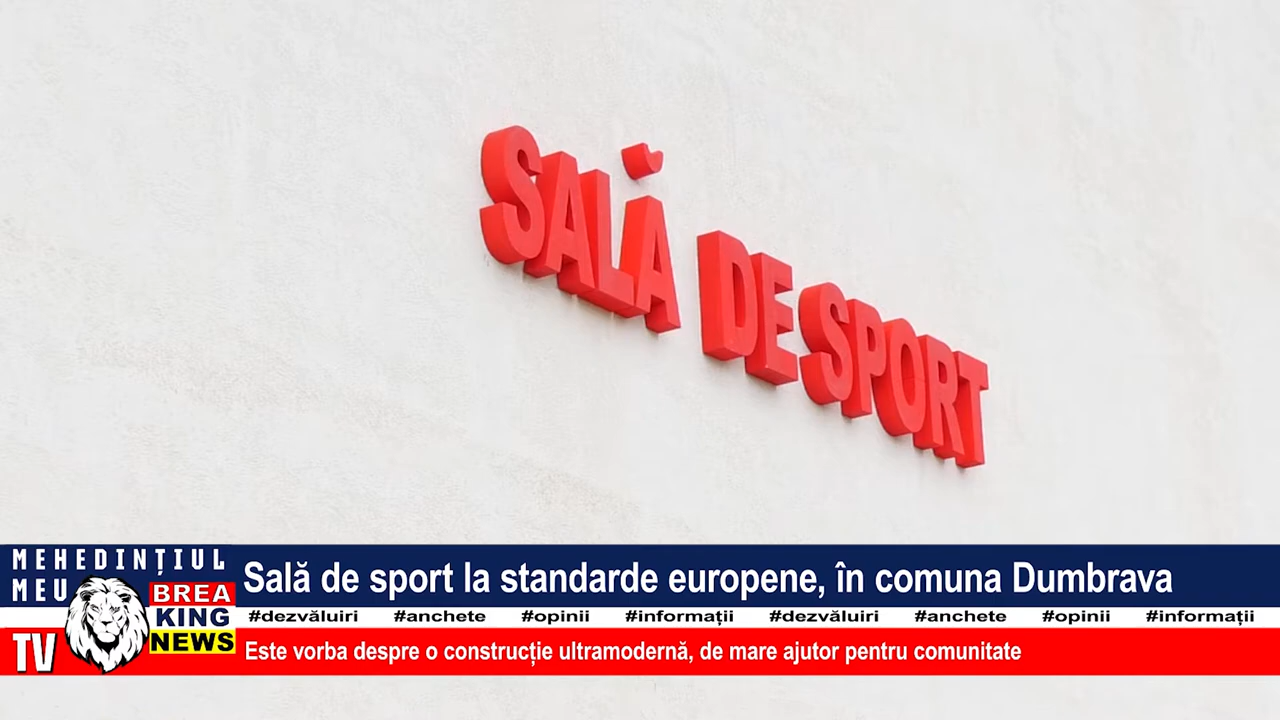 SALĂ DE SPORT
MEHEDINȚIUL
MEU
TV
BREA
KING
NEWS
Sală de sport la standarde europene, în comuna Dumbrava
#dezvăluiri #anchete #opinii #informații #dezvăluiri #anchete #opinii #informații
Este vorba despre o construcție ultramodernă, de mare ajutor pentru comunitate